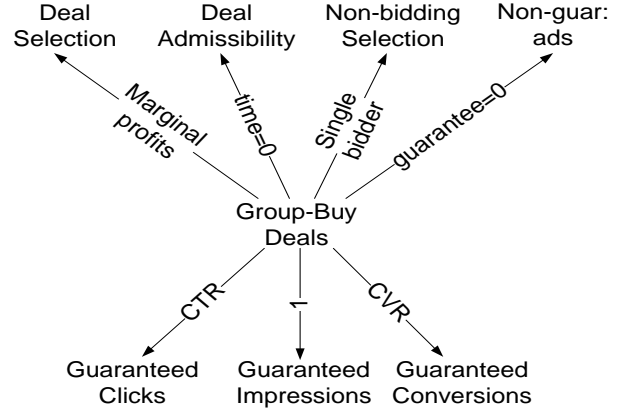 Deal
Selection
Deal
Admissibility
Non-bidding
Selection
Non-guar:
ads
Marginal
profits
time=0
Single
bidder
guarantee=0
Group-Buy
Deals
CTR
1
CVR
Guaranteed
Clicks
Guaranteed
Impressions
Guaranteed
Conversions